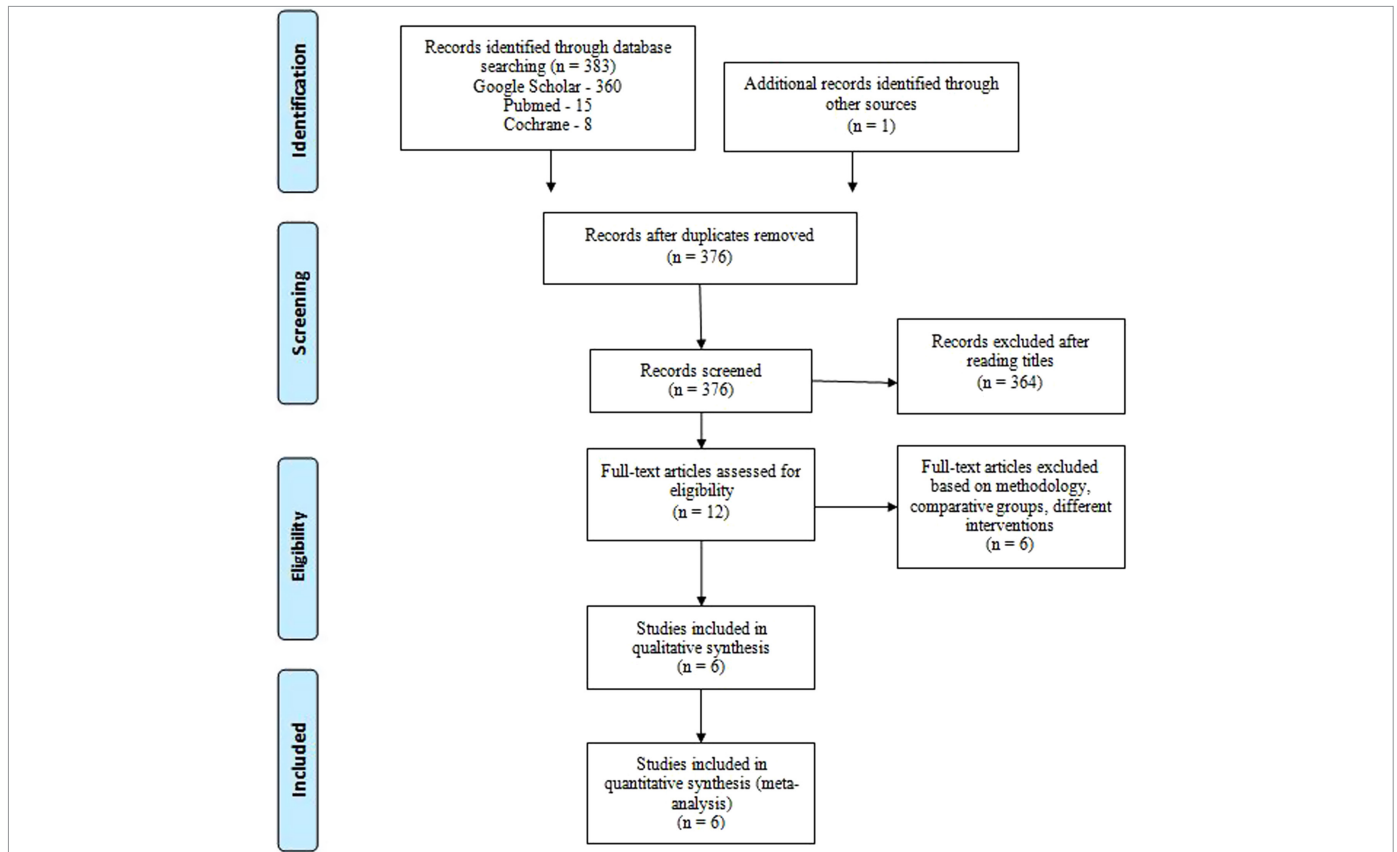 Identification
Records identified through database
searching (n = 383)
Google Scholar - 360
Pubmed - 15
Cochrane - 8
Additional records identified through
other sources
(n = 1)
Screening
Records after duplicates removed
(n = 376)
Records screened
(n = 376)
Records excluded after
reading titles
(n = 364)
Eligibility
Full-text articles assessed for
eligibility
(n = 12)
Full-text articles excluded
based on methodology,
comparative groups, different
interventions
(n = 6)
Studies included in
qualitative synthesis
(n = 6)
Included
Studies included in
quantitative synthesis (meta-
analysis)
(n = 6)